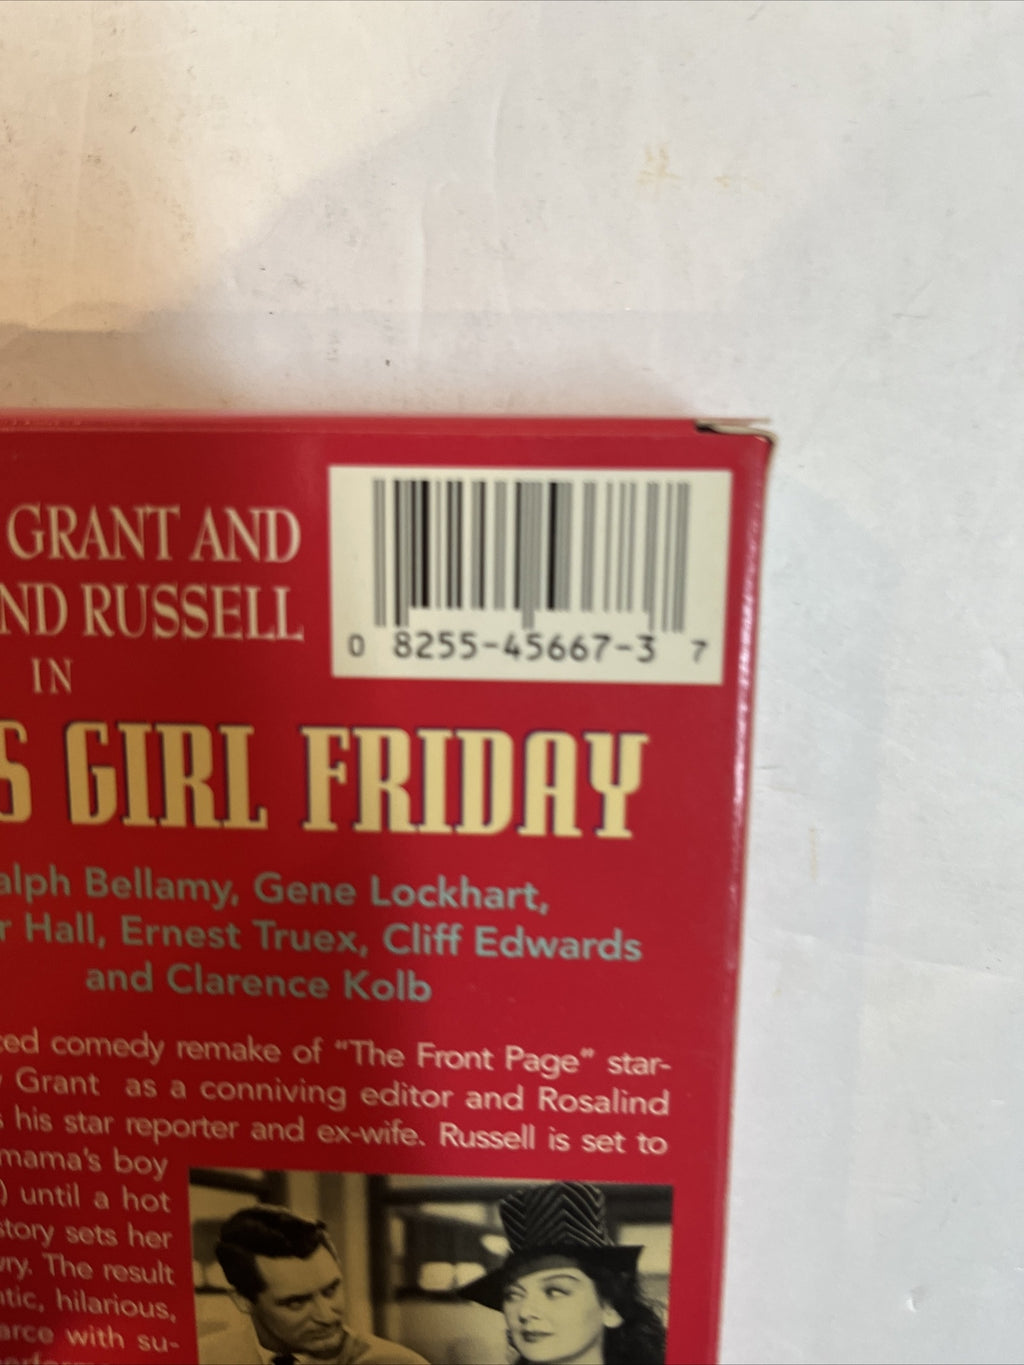 GRANT AND
ND RUSSELL
IN
0 8255-45667-3 7
S GIRL FRIDAY
alph Bellamy, Gene Lockhart,
r Hall, Ernest Truex, Cliff Edwards
and Clarence Kolb
ced comedy remake of "The Front Page" star-
Grant as a conniving editor and Rosalind
s his star reporter and ex-wife. Russell is set to
mama's boy
) until a hot
story sets her
wry. The result
ntic, hilarious,
arce with su-